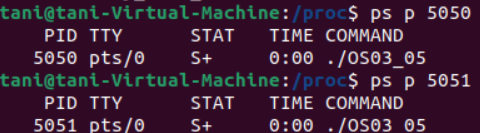 tani@tani-Virtual-Machine:/proc$ ps p 5050
    PID TTY      STAT   TIME COMMAND
   5050 pts/0    S+     0:00 ./OS03_05
tani@tani-Virtual-Machine:/proc$ ps p 5051
    PID TTY      STAT   TIME COMMAND
   5051 pts/0    S+     0:00 ./OS03_05